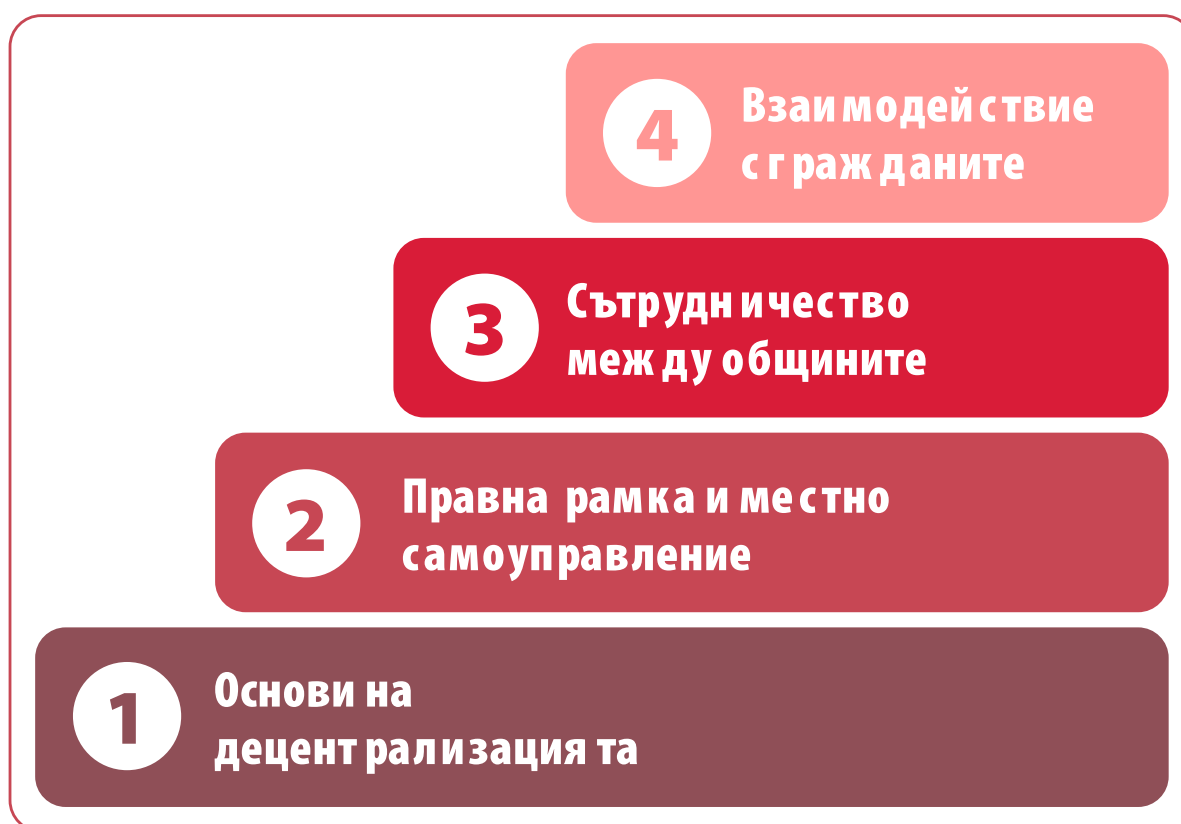 4
Взаимодействие
с гражданите
3
Сътрудничество
между общините
2
Правна рамка и местно
самоуправление
1
Основи на
децентрализацията